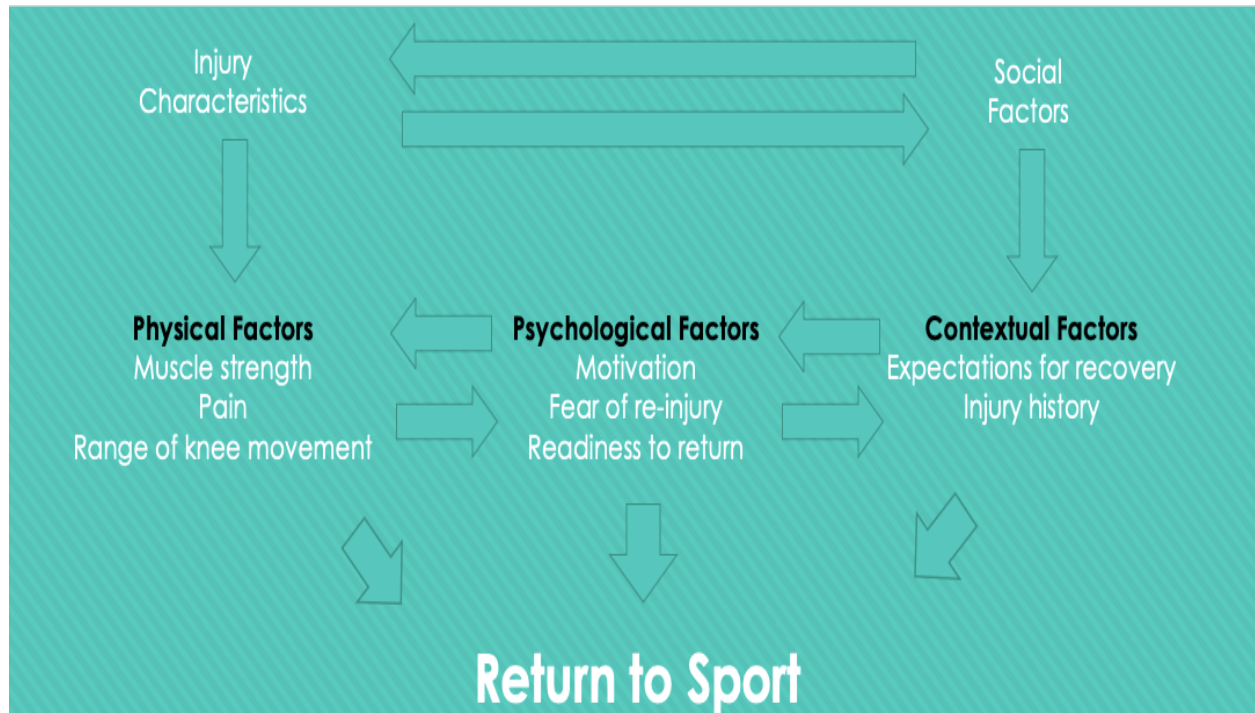 Injury
Characteristics
Social
Factors
Physical Factors
Muscle strength
Pain
Range of knee movement
Psychological Factors
Motivation
Fear of re-injury
Readiness to return
Contextual Factors
Expectations for recovery
Injury history
Return to Sport